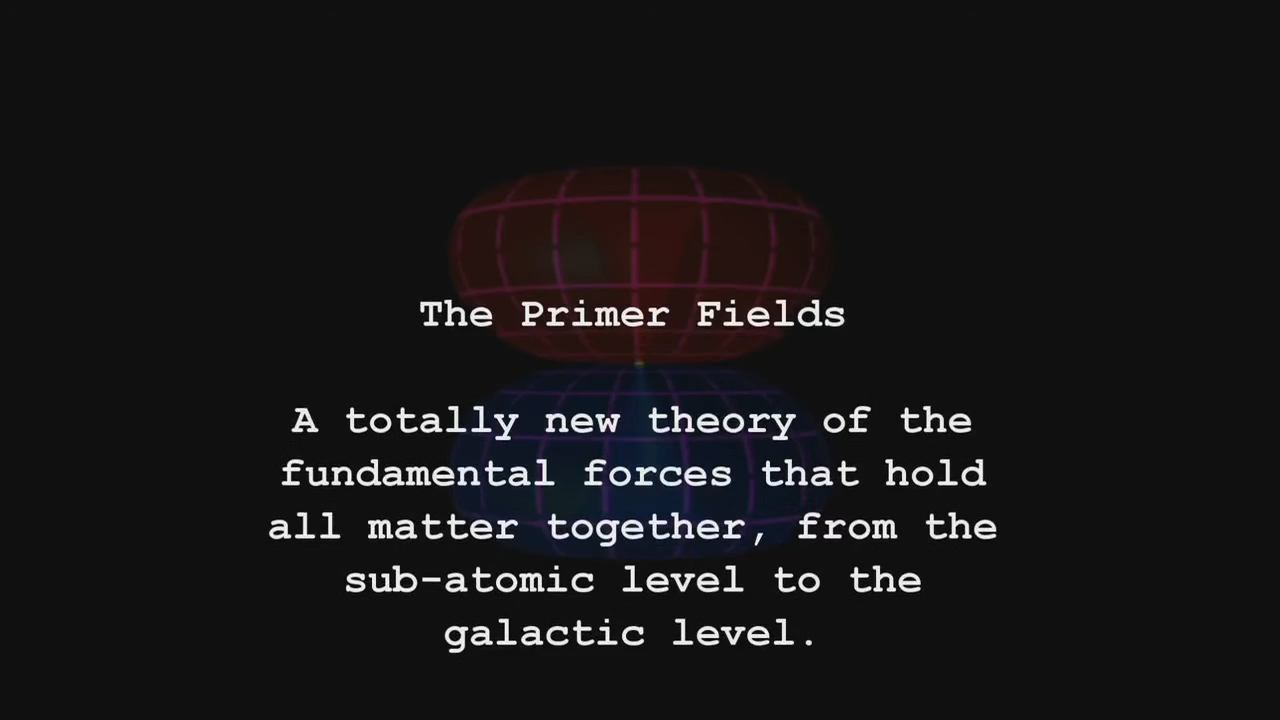 The Primer Fields
A totally new theory of the
fundamental forces that hold
all matter together, from the
sub-atomic level to the
galactic level.